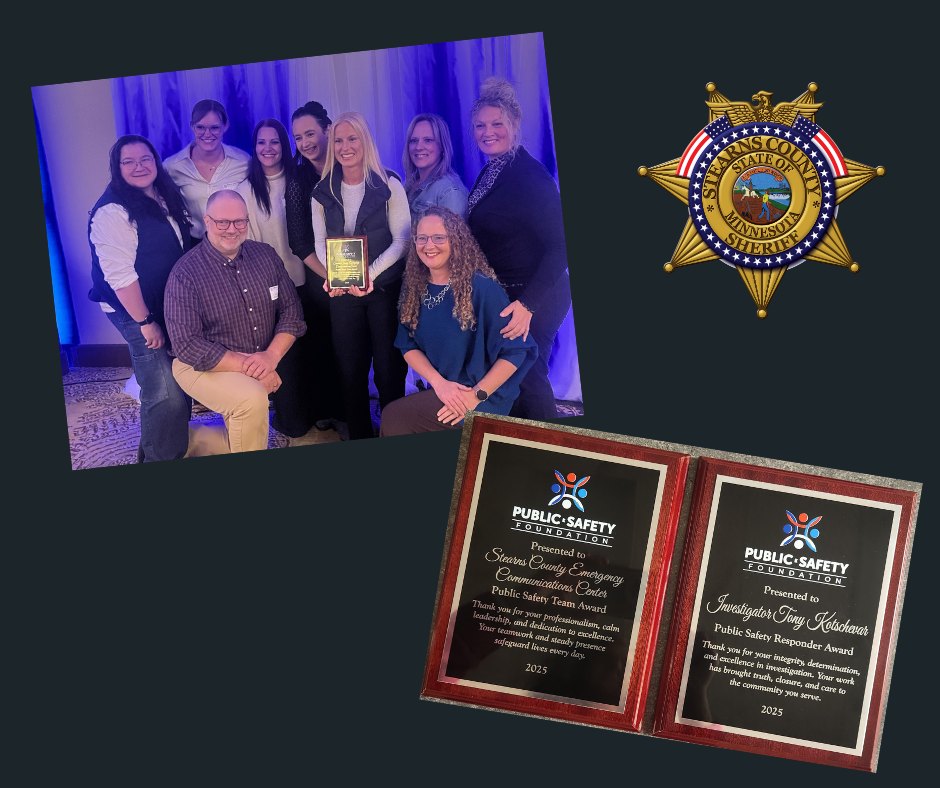 STEARNS COUNTY
STATE OF
MINNESOTA
SHERIFF
PUBLIC SAFETY
FOUNDATION
Presented to
Stearns County Emergency
Communications Center
Public Safety Team Award
Thank you for your professionalism, calm
leadership, and dedication to excellence.
Your teamwork and steady presence
safeguard lives every day.
2025
PUBLIC SAFETY
FOUNDATION
Presented to
Investigator Tony Kotschevar
Public Safety Responder Award
Thank you for your integrity, determination,
and excellence in investigation. Your work
has brought truth, closure, and care to
the community you serve.
2025